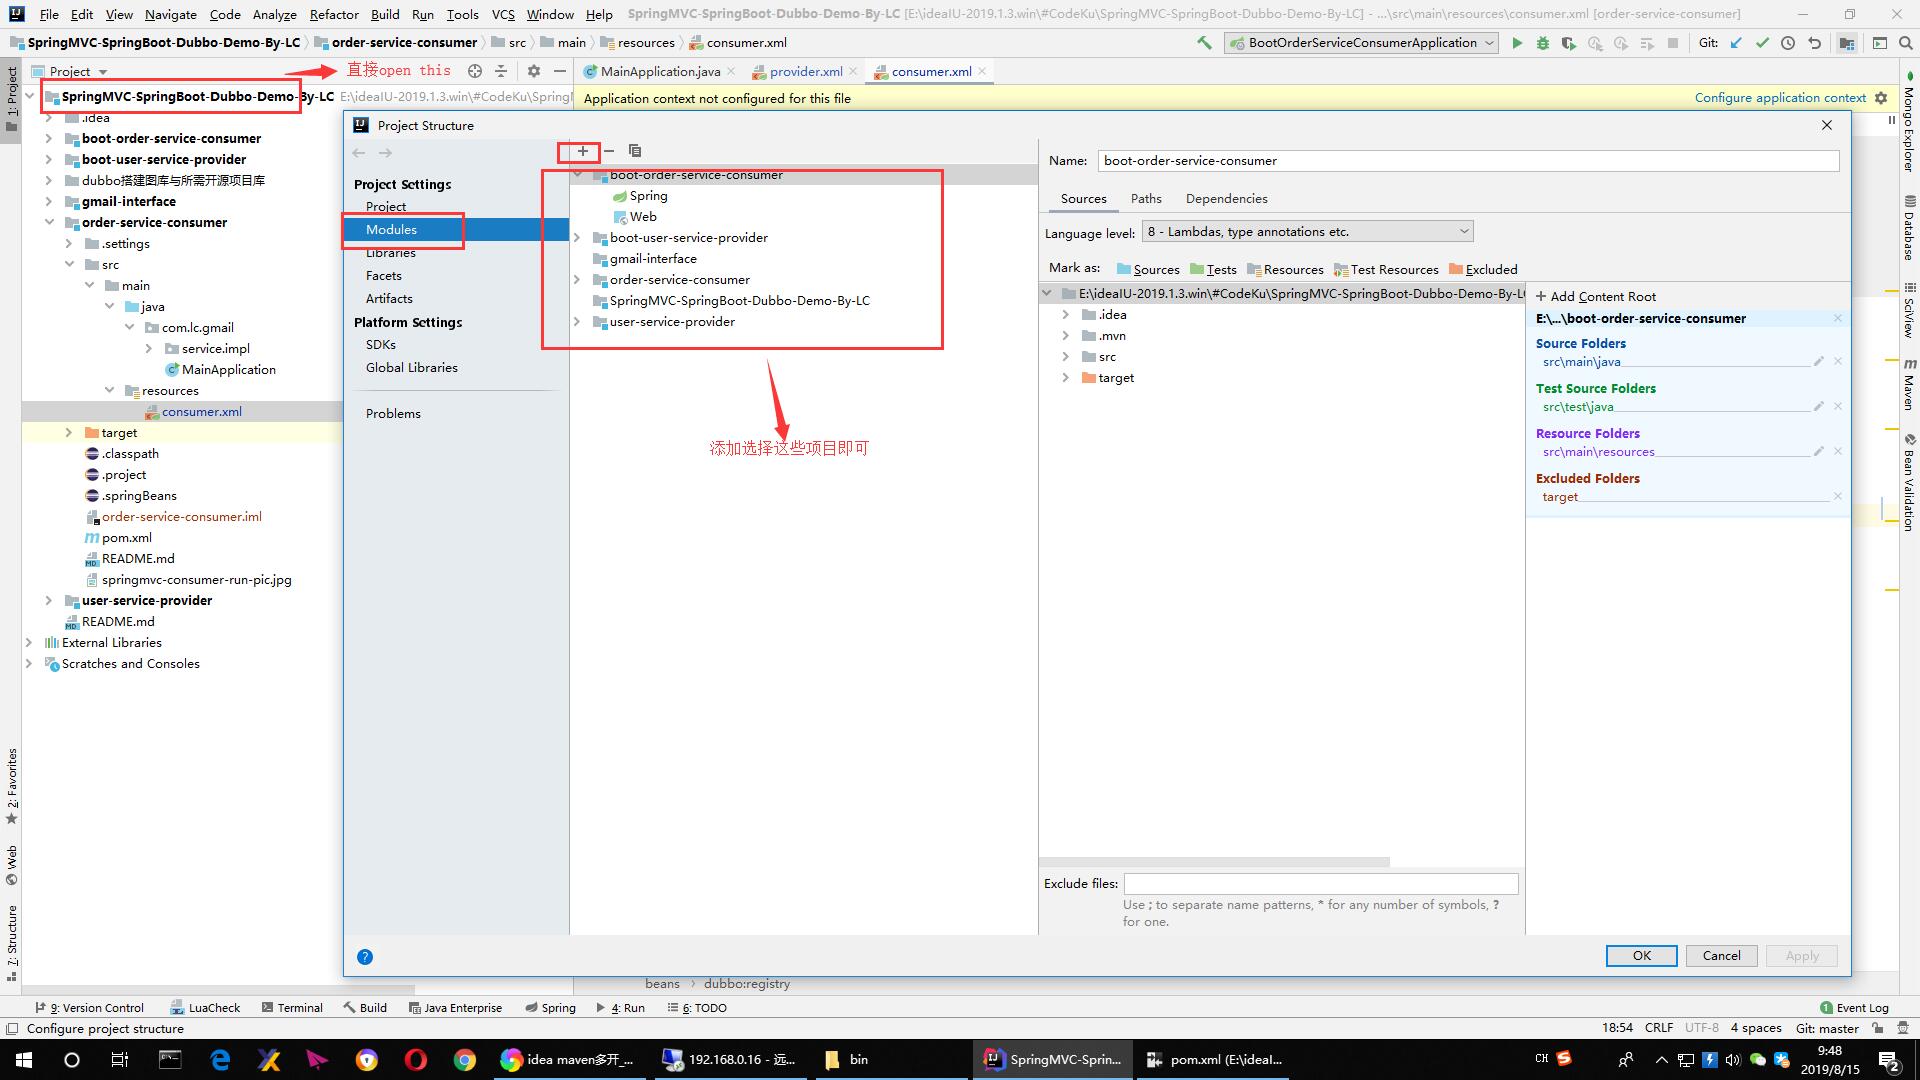 File Edit View Navigate Code Analyze Refactor Build Run Tools VCS Window Help SpringMVC-SpringBoot-Dubbo-Demo-By-LC [E:\ideaIU-2019.1.3.win\#CodeKu\SpringMVC-SpringBoot-Dubbo-Demo-By-LC] - ...\src\main\resources\consumer.xml [order-service-consumer]
SpringMVC-SpringBoot-Dubbo-Demo-By-LC order-service-consumer src main resources consumer.xml BootOrderServiceConsumerApplication Git:
Project 直接open this MainApplication.java provider.xml consumer.xml
SpringMVC-SpringBoot-Dubbo-Demo-By-LC E:\ideaIU-2019.1.3.win\#CodeKu\SpringM
Application context not configured for this file Configure application context
.idea
boot-order-service-consumer
boot-user-service-provider
dubbo搭建图库与所需开源项目库
gmail-interface
order-service-consumer
.settings
src
main
java
com.lc.gmail
service.impl
MainApplication
resources
consumer.xml
target
.classpath
.project
.springBeans
order-service-consumer.iml
pom.xml
README.md
springmvc-consumer-run-pic.jpg
user-service-provider
README.md
External Libraries
Scratches and Consoles
1: Project
2: Favorites
Web
7: Structure
Project Structure
Project Settings
Project
Modules
Libraries
Facets
Artifacts
Platform Settings
SDKs
Global Libraries
Problems
boot-order-service-consumer
Spring
Web
boot-user-service-provider
gmail-interface
order-service-consumer
SpringMVC-SpringBoot-Dubbo-Demo-By-LC
user-service-provider
添加选择这些项目即可
Name: boot-order-service-consumer
Sources Paths Dependencies
Language level: 8 - Lambdas, type annotations etc.
Mark as: Sources Tests Resources Test Resources Excluded
E:\ideaIU-2019.1.3.win\#CodeKu\SpringMVC-SpringBoot-Dubbo-Demo-By-LC
.idea
.mvn
src
target
+ Add Content Root
E:\...\boot-order-service-consumer
Source Folders
src\main\java
Test Source Folders
src\test\java
Resource Folders
src\main\resources
Excluded Folders
target
Exclude files:
Use ; to separate name patterns, * for any number of symbols, ?
for one.
? OK Cancel Apply
Mongo Explorer
Database
SciView
Maven
Bean Validation
beans dubbo:registry
9: Version Control LuaCheck Terminal Build Java Enterprise Spring 4: Run 6: TODO 1 Event Log
Configure project structure 18:54 CRLF UTF-8 4 spaces Git: master
idea maven多开_... 192.168.0.16 - 远... bin SpringMVC-Sprin... pom.xml (E:\ideaI... CH 9:48
2019/8/15 2